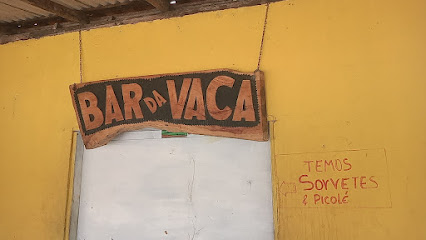 BAR DA VACA
TEMOS
SORVETES
& PICOLÉ